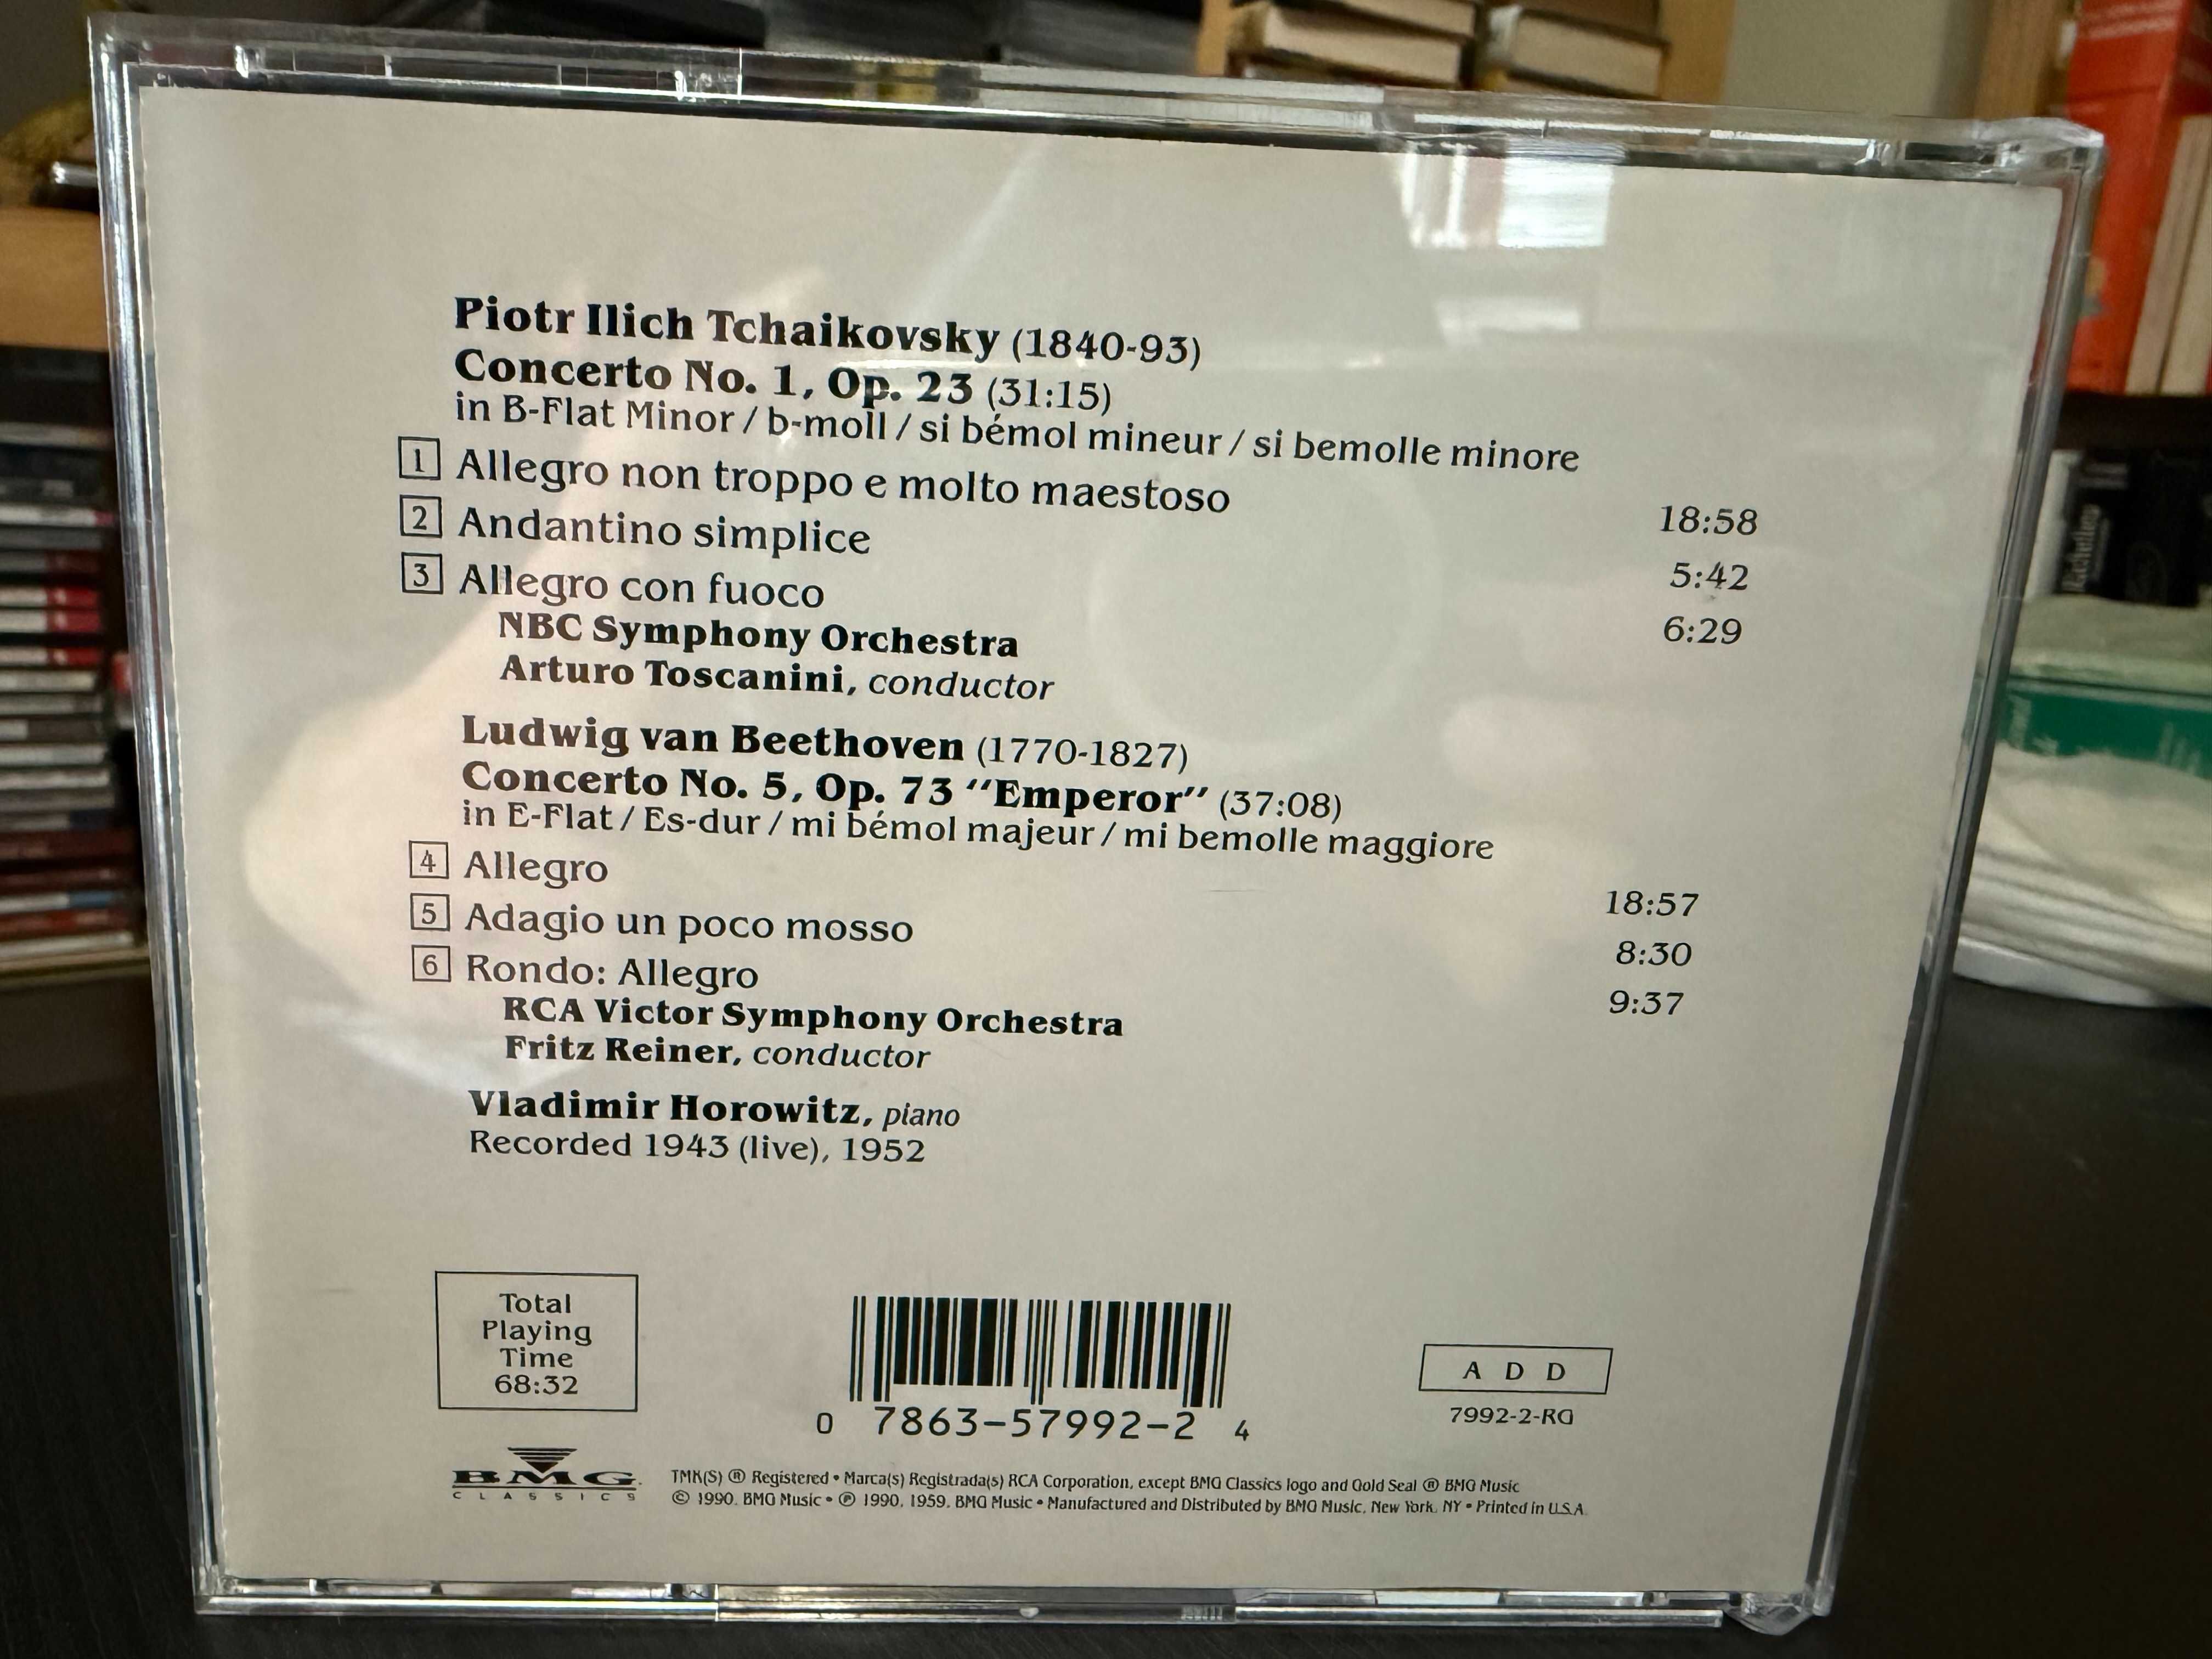 Piotr Ilich Tchaikovsky (1840-93)
Concerto No. 1, Op. 23 (31:15)
in B-Flat Minor / b-moll / si bémol mineur / si bemolle minore
1 Allegro non troppo e molto maestoso 18:58
2 Andantino simplice 5:42
3 Allegro con fuoco 6:29
NBC Symphony Orchestra
Arturo Toscanini, conductor
Ludwig van Beethoven (1770-1827)
Concerto No. 5, Op. 73 "Emperor" (37:08)
in E-Flat / Es-dur / mi bémol majeur / mi bemolle maggiore
4 Allegro 18:57
5 Adagio un poco mosso 8:30
6 Rondo: Allegro 9:37
RCA Victor Symphony Orchestra
Fritz Reiner, conductor
Vladimir Horowitz, piano
Recorded 1943 (live), 1952
Total
Playing
Time
68:32
0 7863-57992-2 4
A D D
7992-2-RG
BMG
CLASSICS
TMK(S) ® Registered • Marca(s) Registrada(s) RCA Corporation, except BMG Classics logo and Gold Seal ® BMG Music
© 1990, BMG Music • ℗ 1990, 1959, BMG Music • Manufactured and Distributed by BMG Music, New York, NY • Printed in U.S.A.